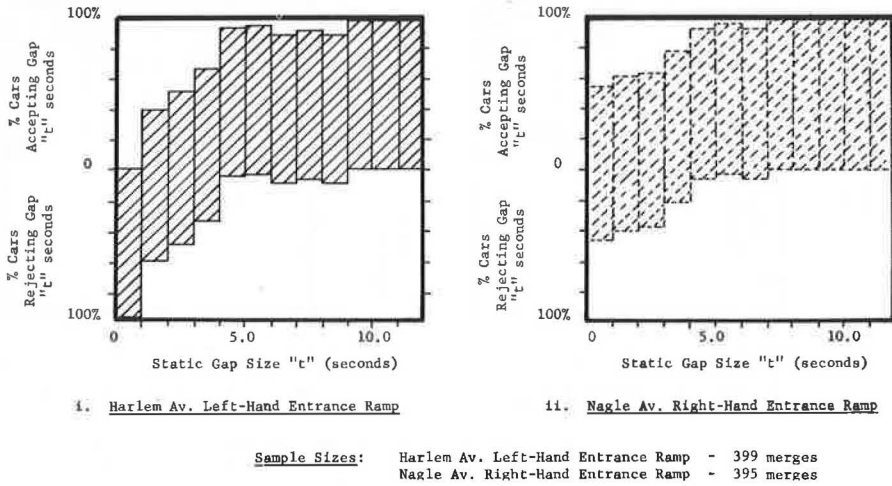 100%
% Cars
Accepting Gap
"t" seconds
0
% Cars
Rejecting Gap
"t" seconds
100%
0 5.0 10.0
Static Gap Size "t" (seconds)
i. Harlem Av. Left-Hand Entrance Ramp
100%
% Cars
Accepting Gap
"t" seconds
0
% Cars
Rejecting Gap
"t" seconds
100%
0 5.0 10.0
Static Gap Size "t" (seconds)
ii. Nagle Av. Right-Hand Entrance Ramp
Sample Sizes: Harlem Av. Left-Hand Entrance Ramp - 399 merges
Nagle Av. Right-Hand Entrance Ramp - 395 merges